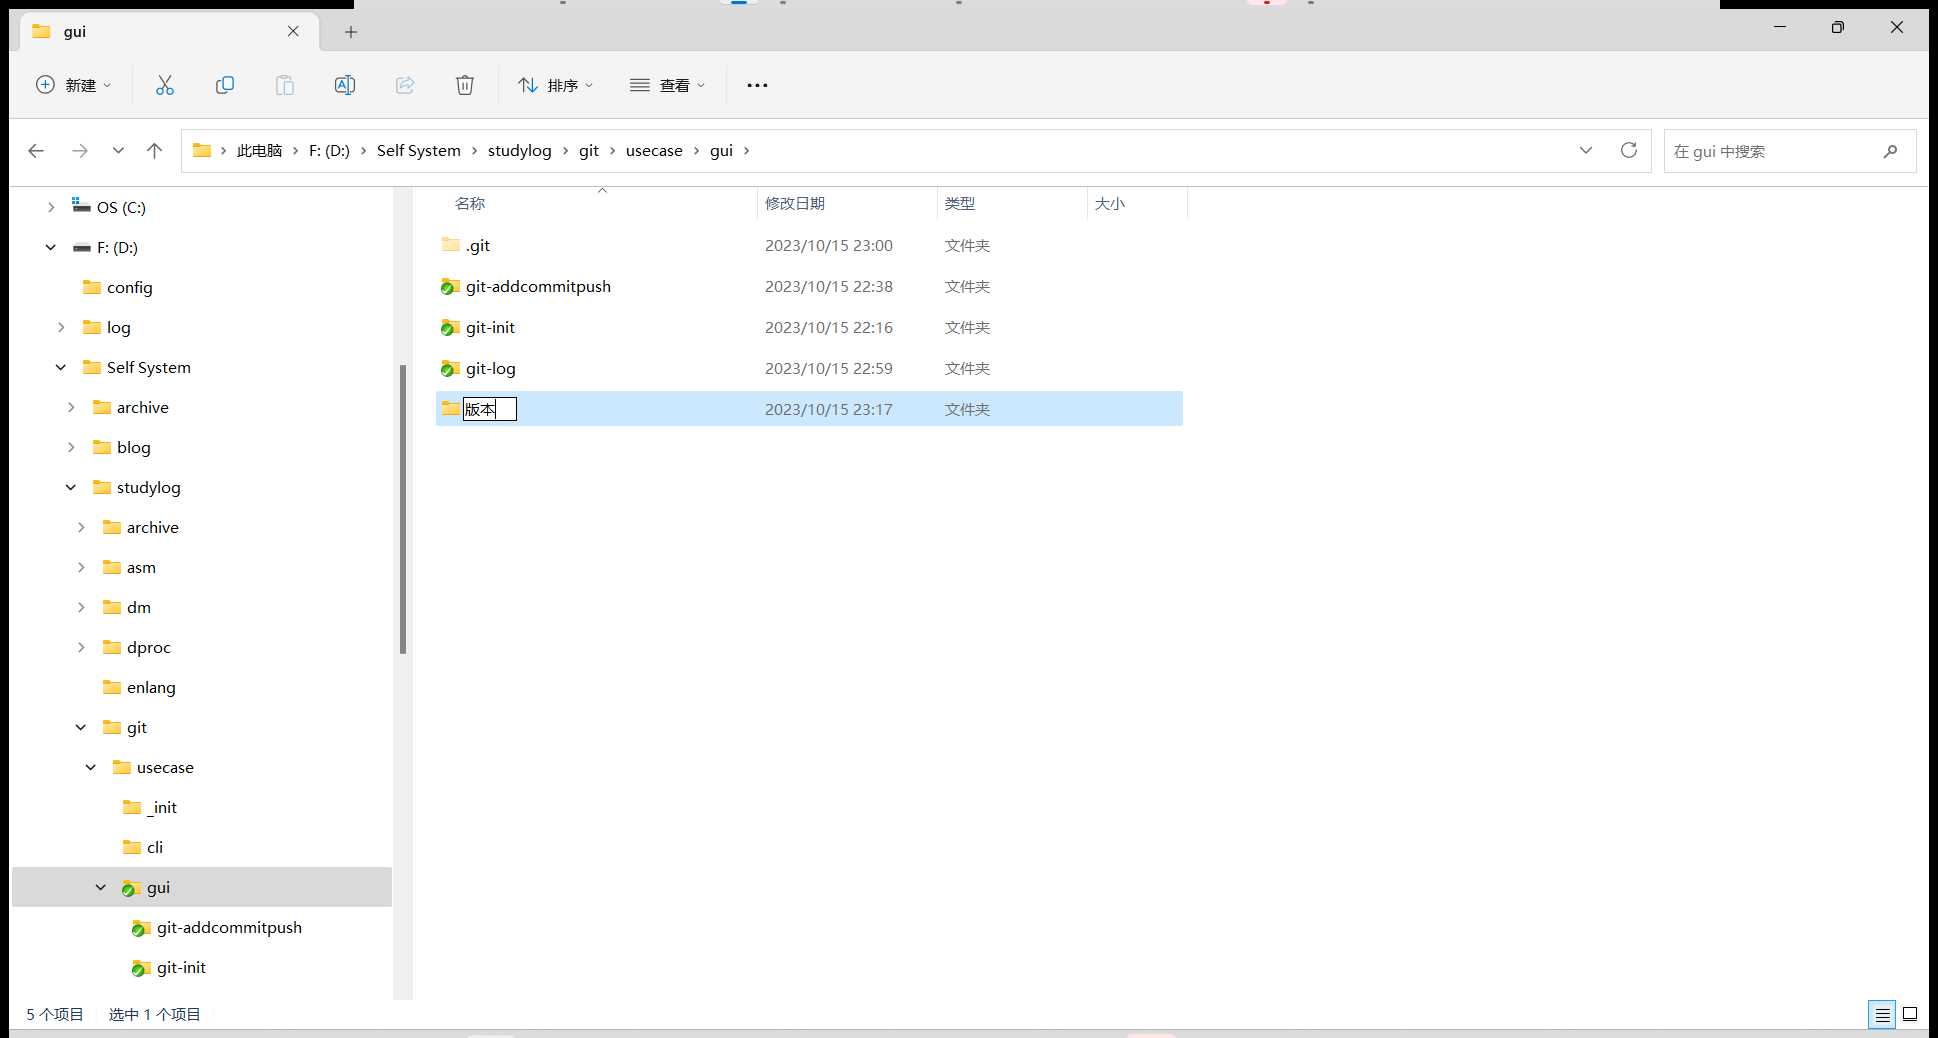 gui
新建
排序
查看
此电脑 F: (D:) Self System studylog git usecase gui
在 gui 中搜索
OS (C:)
F: (D:)
config
log
Self System
archive
blog
studylog
archive
asm
dm
dproc
enlang
git
usecase
_init
cli
gui
git-addcommitpush
git-init
名称 修改日期 类型 大小
.git 2023/10/15 23:00 文件夹
git-addcommitpush 2023/10/15 22:38 文件夹
git-init 2023/10/15 22:16 文件夹
git-log 2023/10/15 22:59 文件夹
版本 2023/10/15 23:17 文件夹
5 个项目 选中 1 个项目